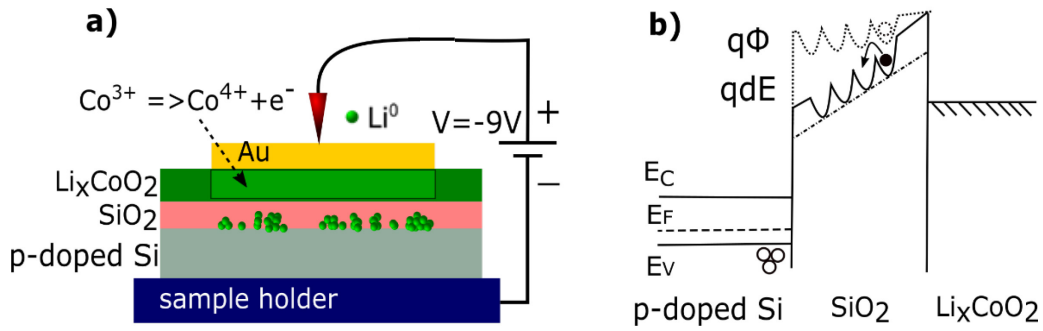 a)
Co³⁺ =>Co⁴⁺+e⁻
Li⁰
V=-9V
+
−
Au
LiₓCoO₂
SiO₂
p-doped Si
sample holder
b)
qΦ
qdE
EC
EF
EV
p-doped Si SiO₂ LiₓCoO₂